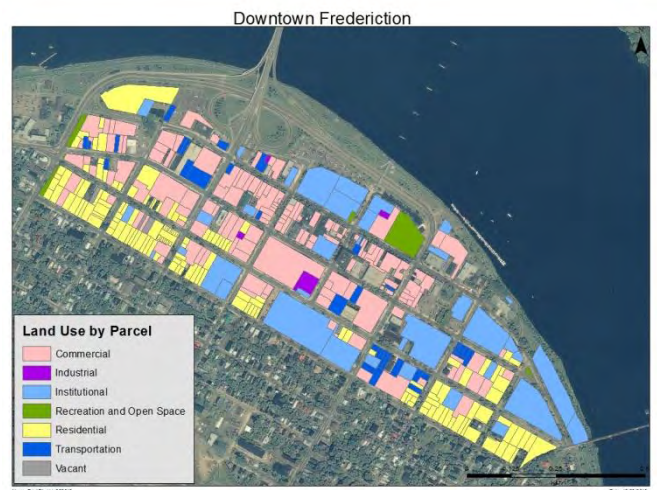 Downtown Frederiction
Land Use by Parcel
Commercial
Industrial
Institutional
Recreation and Open Space
Residential
Transportation
Vacant